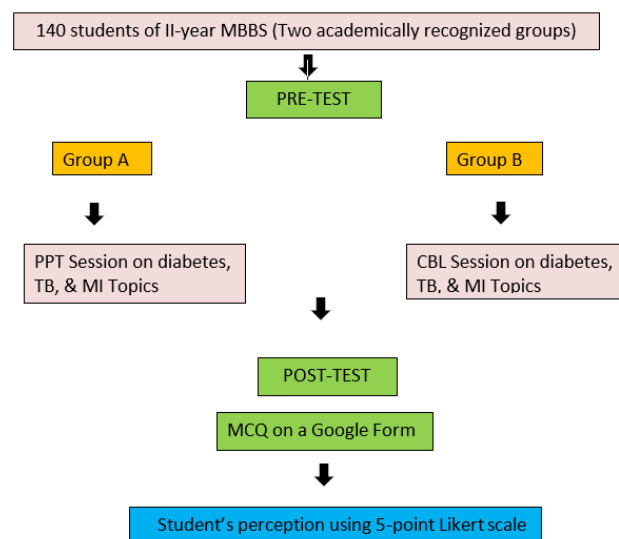 140 students of II-year MBBS (Two academically recognized groups)
PRE-TEST
Group A
Group B
PPT Session on diabetes,
TB, & MI Topics
CBL Session on diabetes,
TB, & MI Topics
POST-TEST
MCQ on a Google Form
Student's perception using 5-point Likert scale